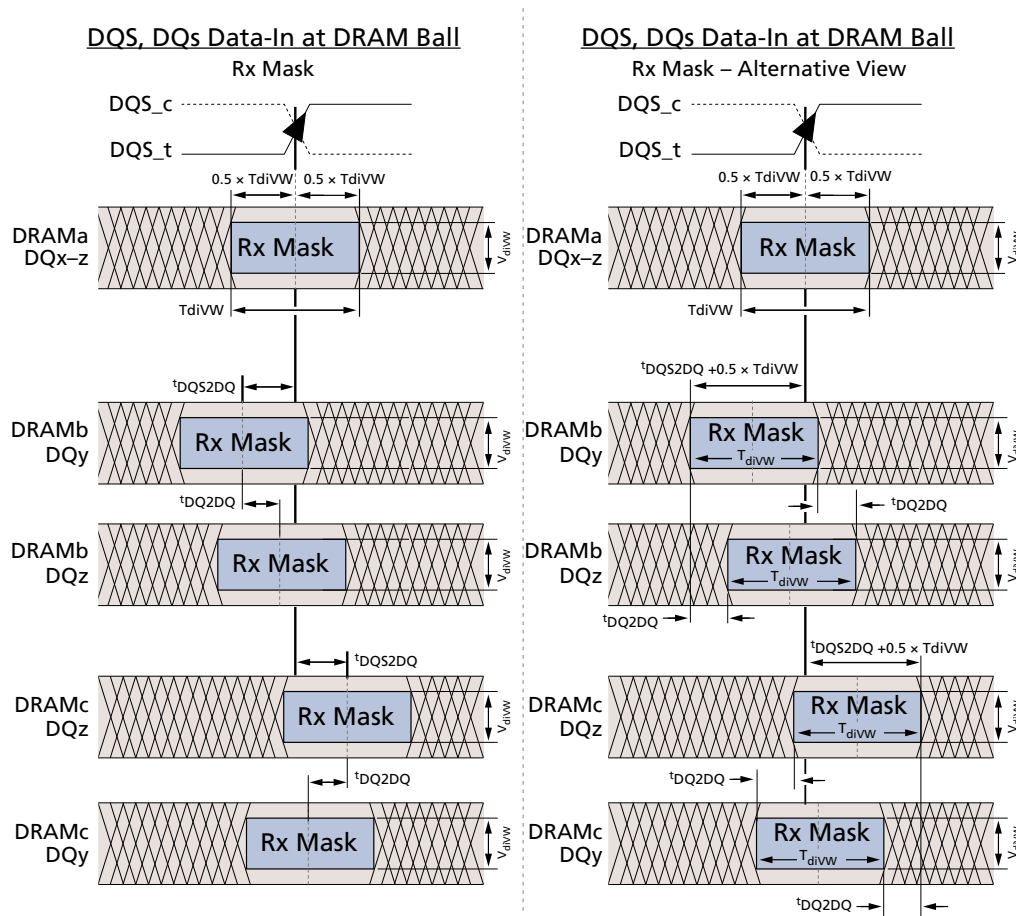 DQS, DQs Data-In at DRAM Ball
Rx Mask
DQS_c
DQS_t
0.5 × TdiVW 0.5 × TdiVW
DRAMa
DQx–z
Rx Mask
VdiVW
TdiVW
tDQS2DQ
DRAMb
DQy
Rx Mask
VdiVW
tDQ2DQ
DRAMb
DQz
Rx Mask
VdiVW
tDQS2DQ
DRAMc
DQz
Rx Mask
VdiVW
tDQ2DQ
DRAMc
DQy
Rx Mask
VdiVW
DQS, DQs Data-In at DRAM Ball
Rx Mask – Alternative View
DQS_c
DQS_t
0.5 × TdiVW 0.5 × TdiVW
DRAMa
DQx–z
Rx Mask
VdiVW
TdiVW
tDQS2DQ +0.5 × TdiVW
DRAMb
DQy
Rx Mask
TdiVW
VdiVW
tDQ2DQ
DRAMb
DQz
Rx Mask
TdiVW
VdiVW
tDQ2DQ
tDQS2DQ +0.5 × TdiVW
DRAMc
DQz
Rx Mask
TdiVW
VdiVW
tDQ2DQ
DRAMc
DQy
Rx Mask
TdiVW
VdiVW
tDQ2DQ